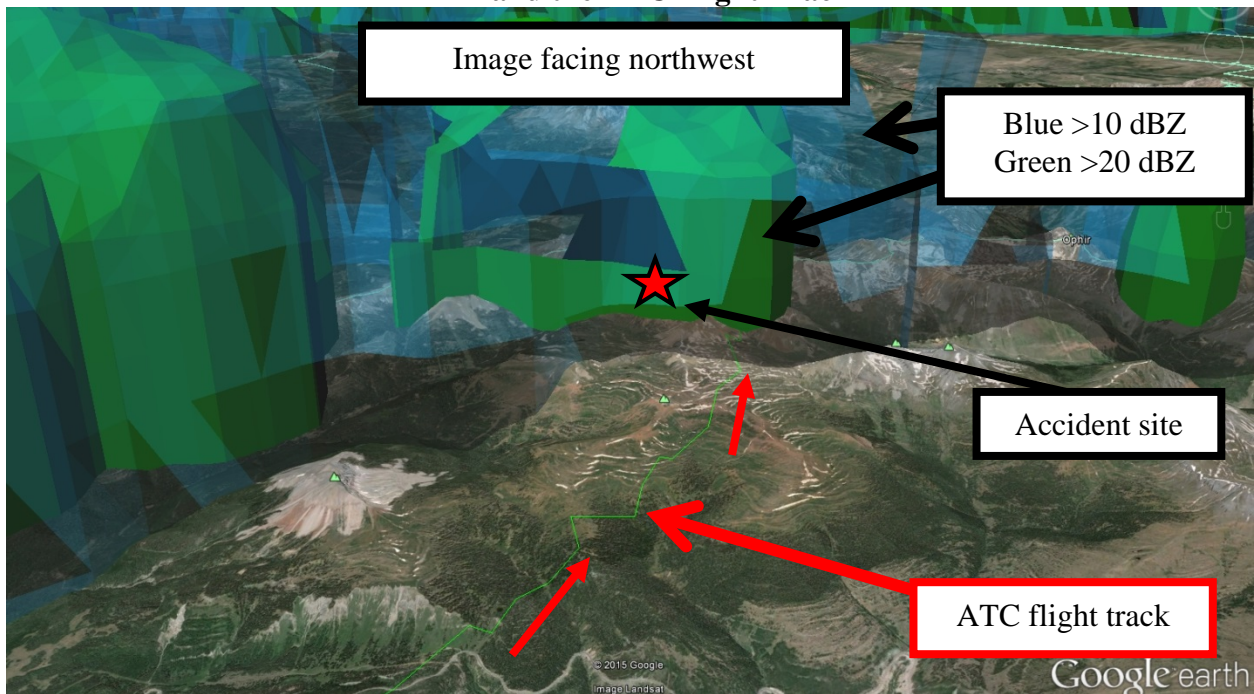 Image facing northwest
Blue >10 dBZ
Green >20 dBZ
Ophir
Accident site
ATC flight track
© 2015 Google
Image Landsat
Google earth